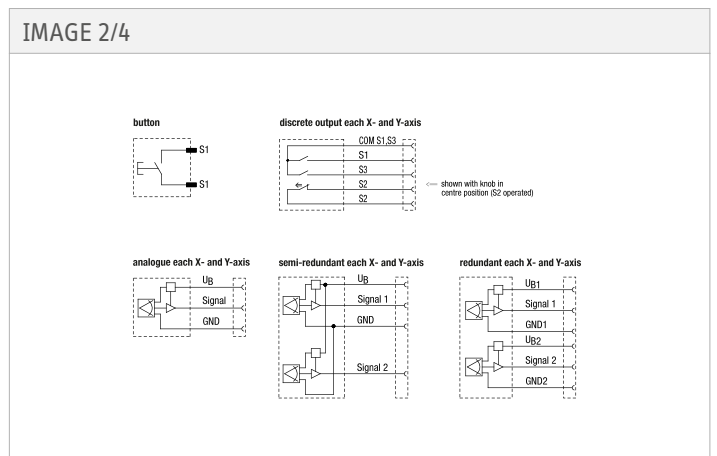 IMAGE 2/4
button
S1
S1
discrete output each X- and Y-axis
COM S1,S3
S1
S3
S2
S2
shown with knob in
centre position (S2 operated)
analogue each X- and Y-axis
UB
Signal
GND
semi-redundant each X- and Y-axis
UB
Signal 1
GND
Signal 2
redundant each X- and Y-axis
UB1
Signal 1
GND1
UB2
Signal 2
GND2